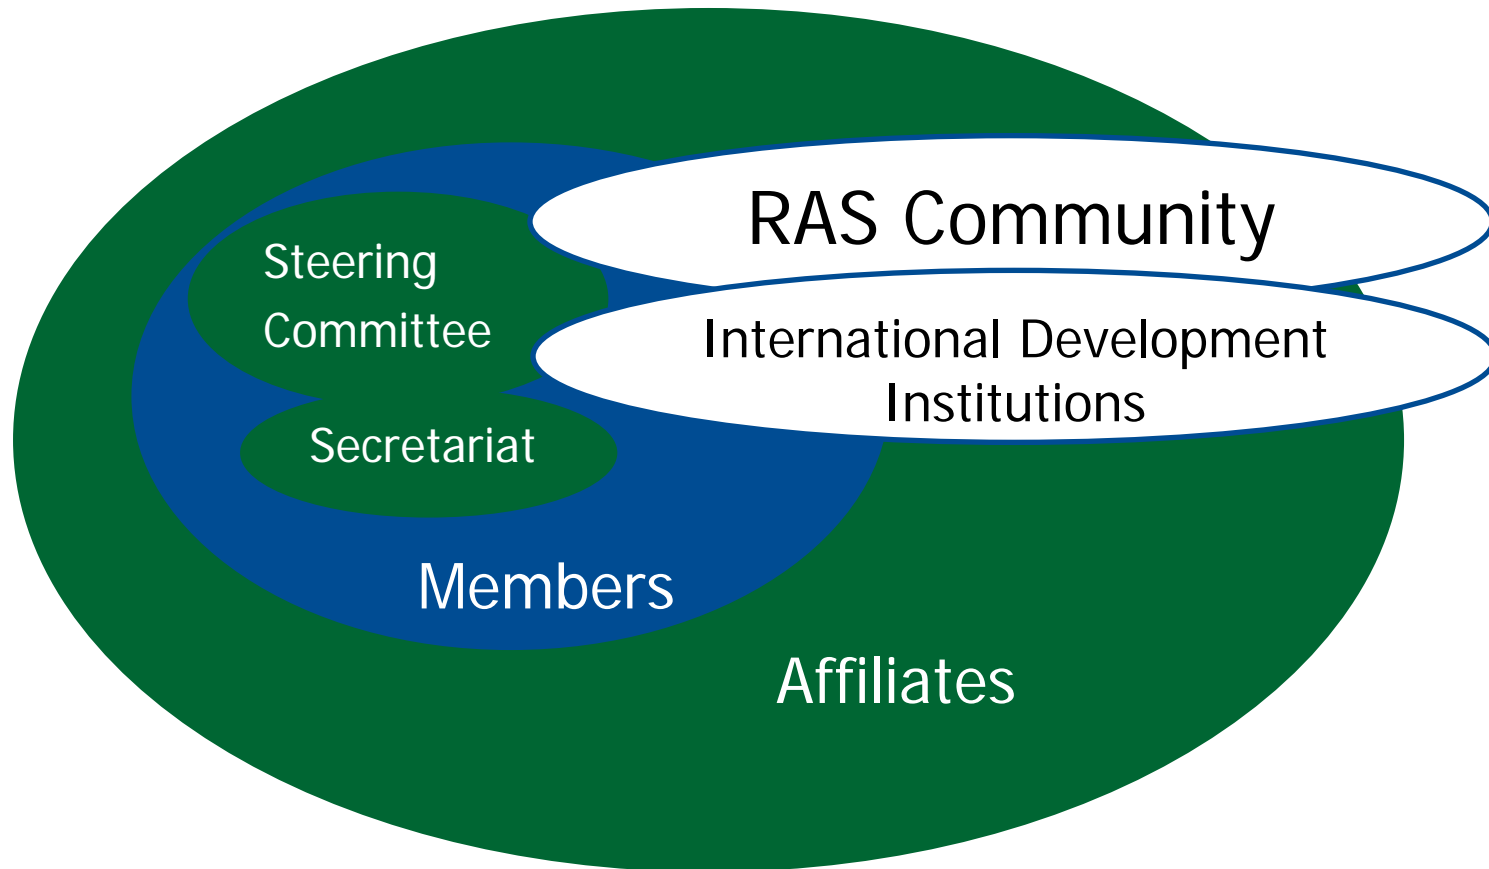 RAS Community
Steering
Committee
International Development
Institutions
Secretariat
Members
Affiliates